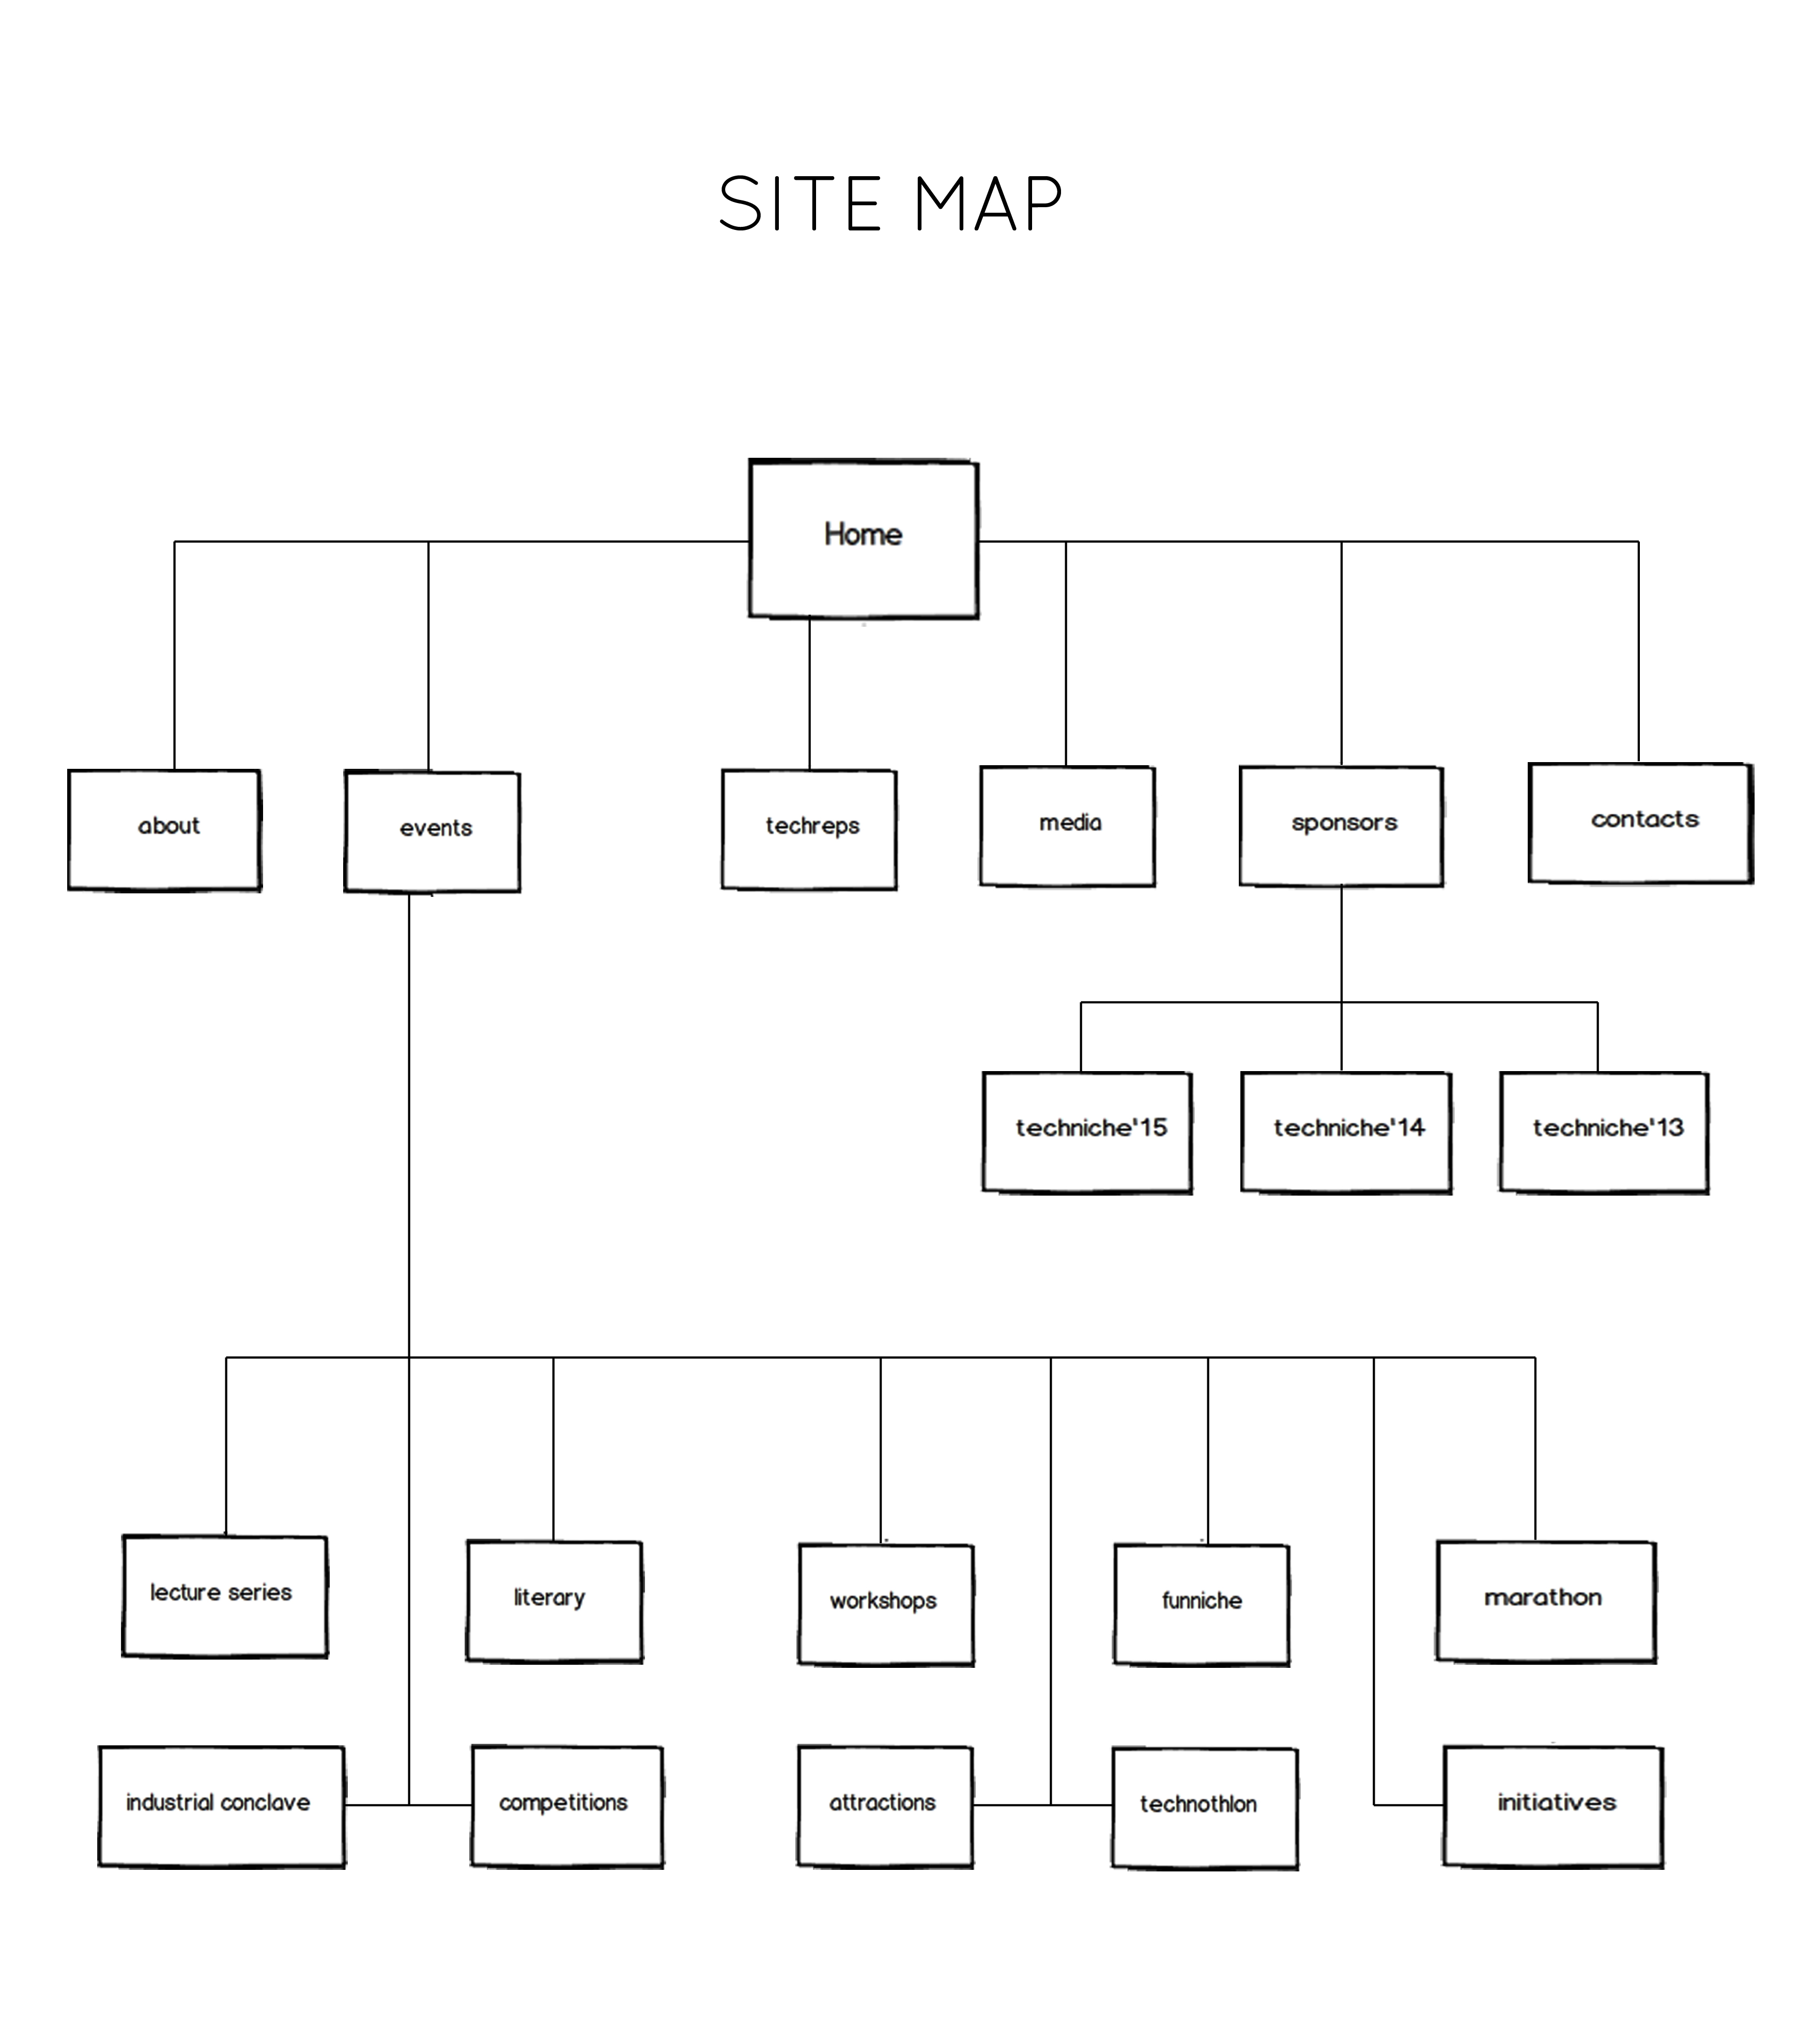 SITE MAP
Home
about
events
techreps
media
sponsors
contacts
techniche'15
techniche'14
techniche'13
lecture series
literary
workshops
funniche
marathon
industrial conclave
competitions
attractions
technothlon
initiatives